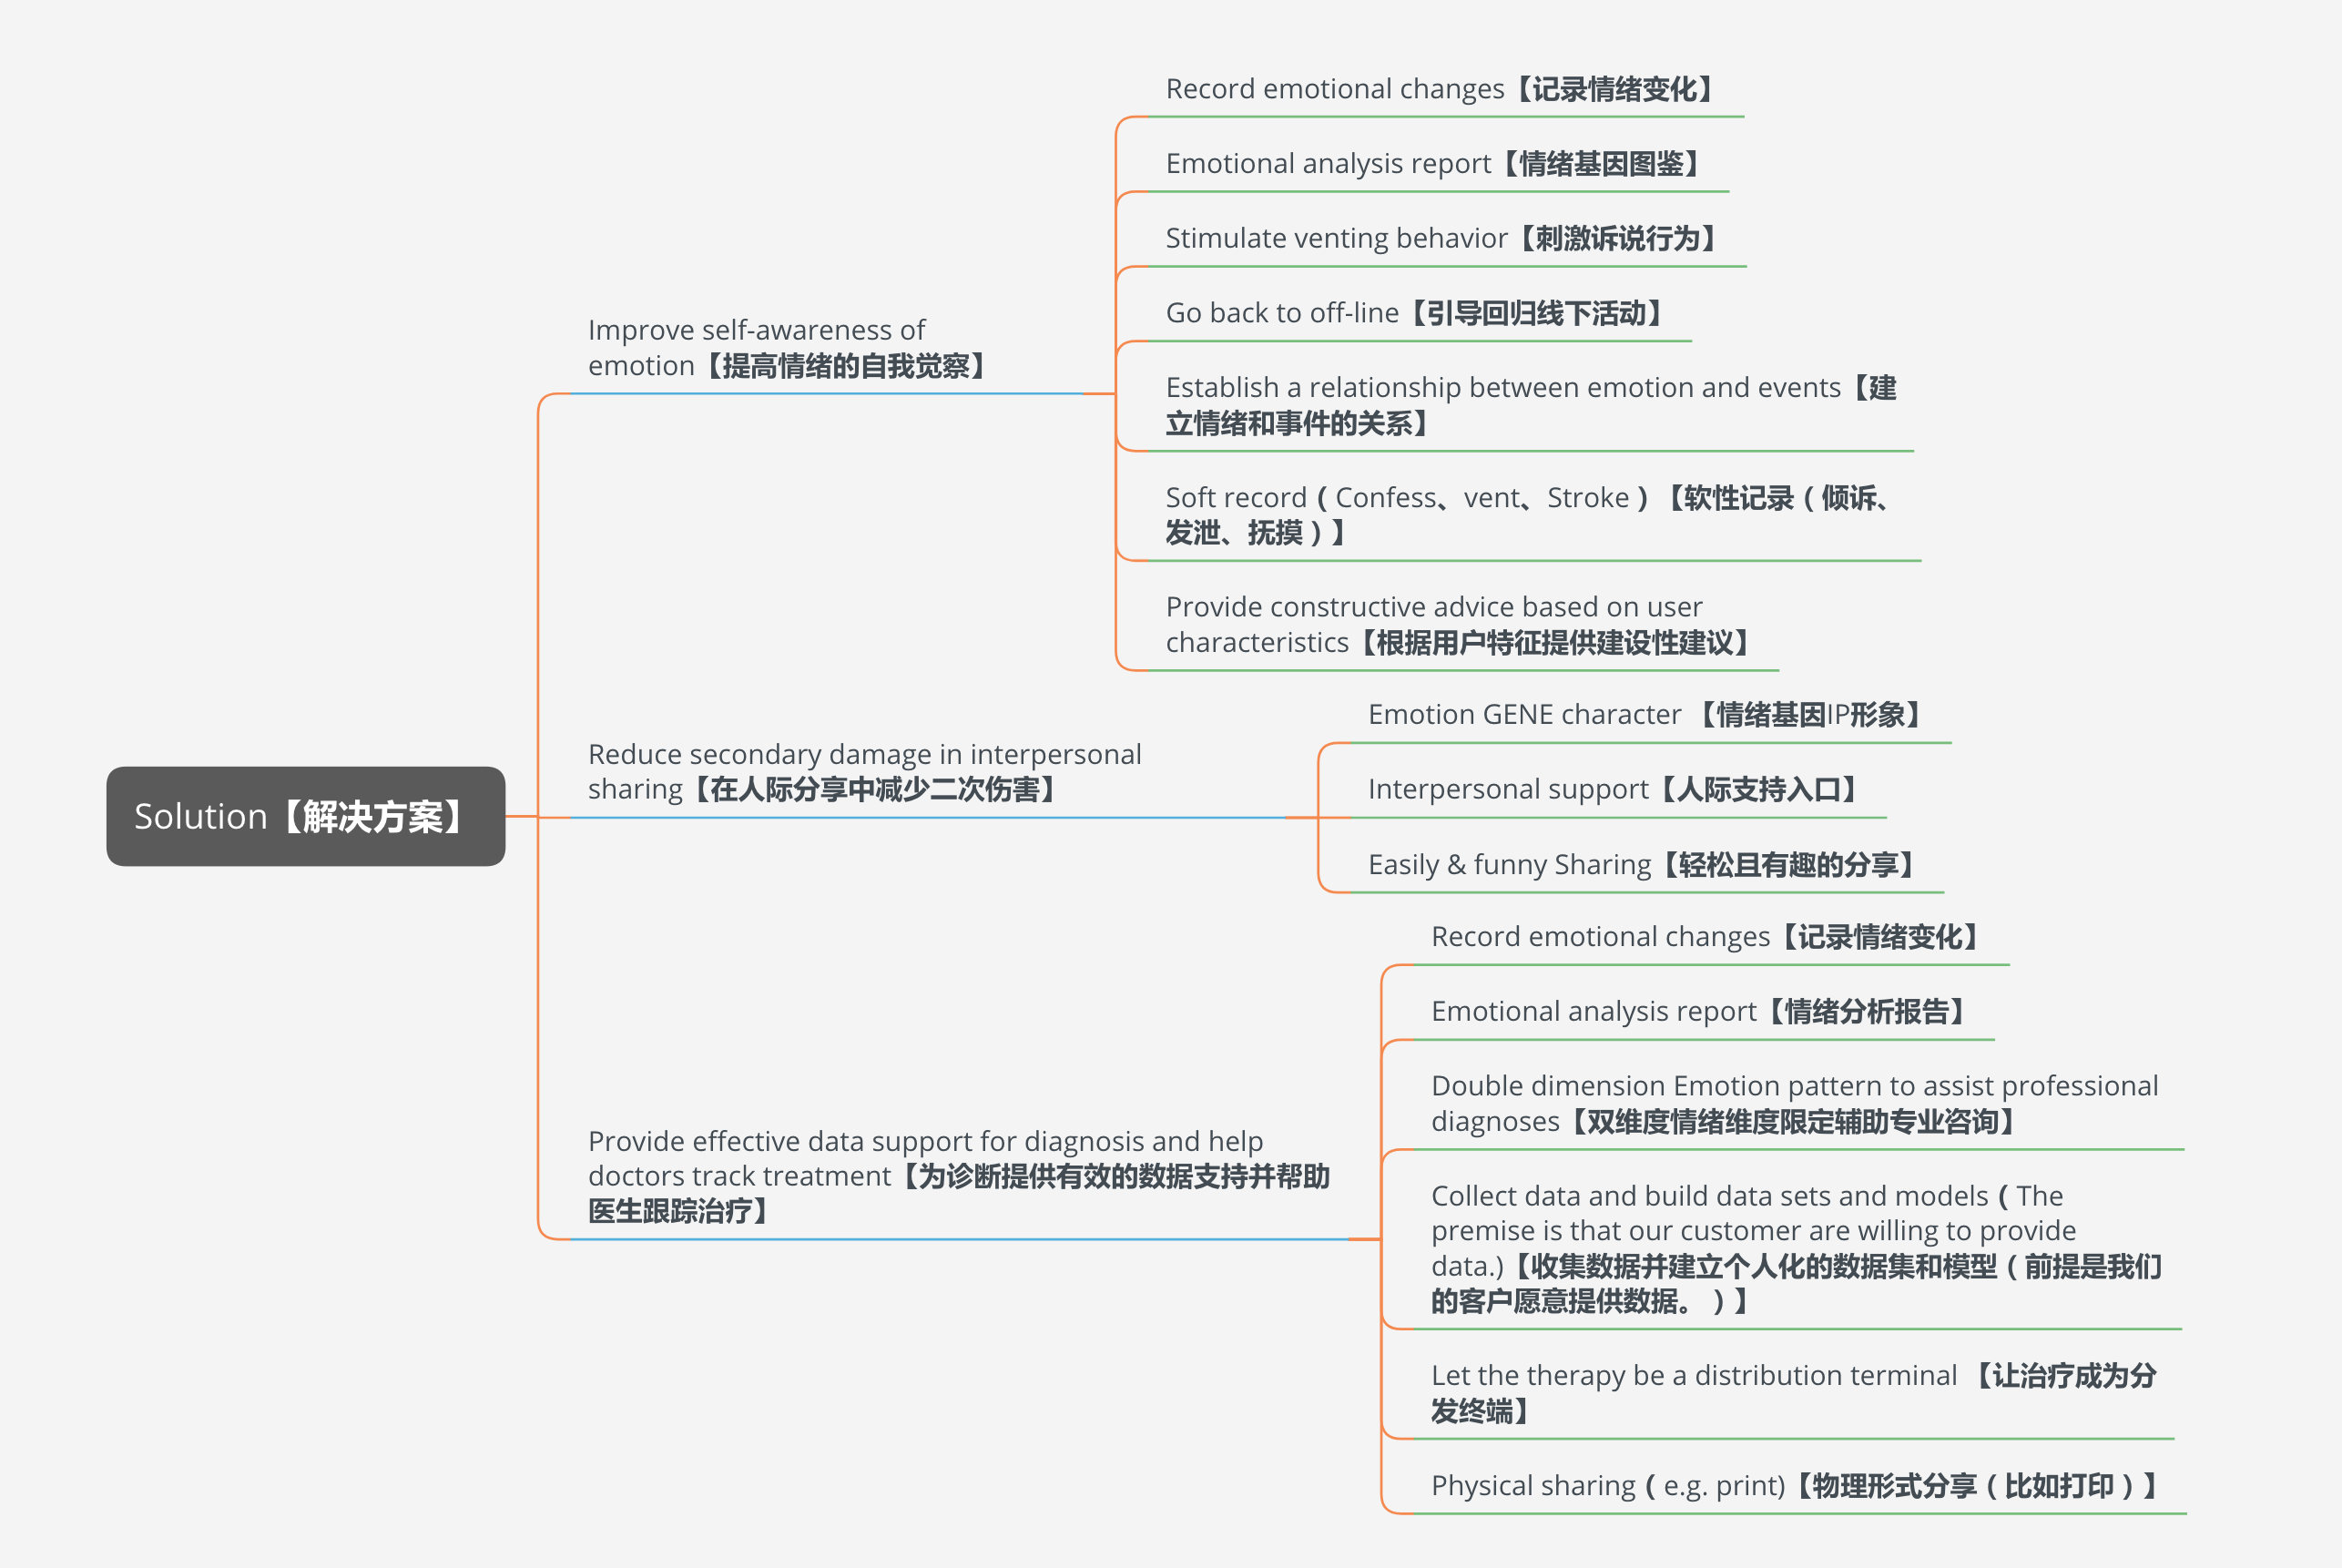 Solution【解决方案】
Improve self-awareness of
emotion【提高情绪的自我觉察】
Record emotional changes【记录情绪变化】
Emotional analysis report【情绪基因图鉴】
Stimulate venting behavior【刺激诉说行为】
Go back to off-line【引导回归线下活动】
Establish a relationship between emotion and events【建
立情绪和事件的关系】
Soft record（Confess、vent、Stroke）【软性记录（倾诉、
发泄、抚摸）】
Provide constructive advice based on user
characteristics【根据用户特征提供建设性建议】
Reduce secondary damage in interpersonal
sharing【在人际分享中减少二次伤害】
Emotion GENE character 【情绪基因IP形象】
Interpersonal support【人际支持入口】
Easily & funny Sharing【轻松且有趣的分享】
Provide effective data support for diagnosis and help
doctors track treatment【为诊断提供有效的数据支持并帮助
医生跟踪治疗】
Record emotional changes【记录情绪变化】
Emotional analysis report【情绪分析报告】
Double dimension Emotion pattern to assist professional
diagnoses【双维度情绪维度限定辅助专业咨询】
Collect data and build data sets and models（The
premise is that our customer are willing to provide
data.)【收集数据并建立个人化的数据集和模型（前提是我们
的客户愿意提供数据。）】
Let the therapy be a distribution terminal 【让治疗成为分
发终端】
Physical sharing（e.g. print)【物理形式分享（比如打印）】